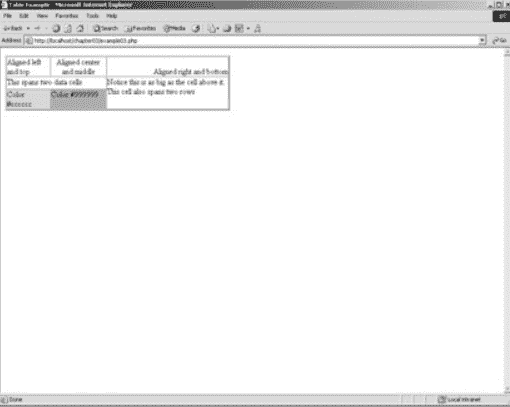 Table Example - Microsoft Internet Explorer
File Edit View Favorites Tools Help
Back Search Favorites Media
Address http://localhost/chapter02/example03.php Go
Aligned left and top
Aligned center and middle
Aligned right and bottom
This spans two data cells
Notice this is as big as the cell above it.
This cell also spans two rows
Color #cccccc
Color #999999
Done Local intranet